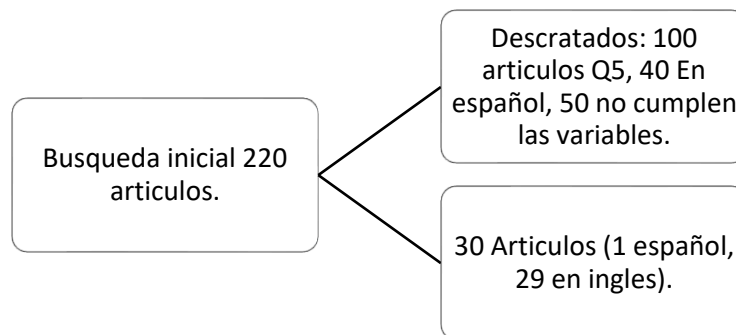 Descratados: 100
articulos Q5, 40 En
español, 50 no cumplen
las variables.
Busqueda inicial 220
articulos.
30 Articulos (1 español,
29 en ingles).